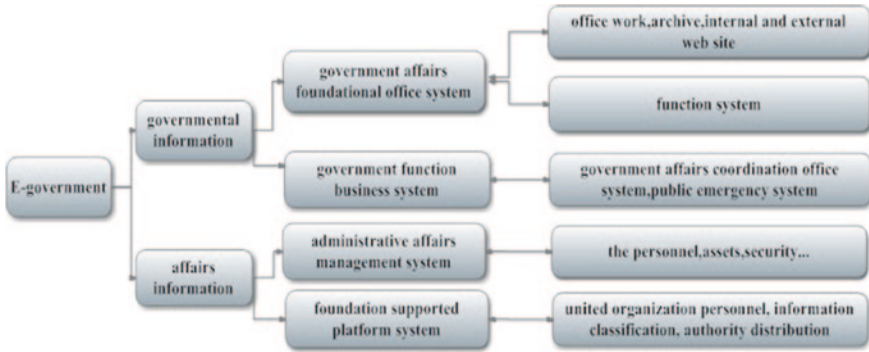 E-government
governmental
information
affairs
information
government affairs
foundational office system
government function
business system
administrative affairs
management system
foundation supported
platform system
office work,archive,internal and external
web site
function system
government affairs coordination office
system,public emergency system
the personnel,assets,security...
united organization personnel, information
classification, authority distribution